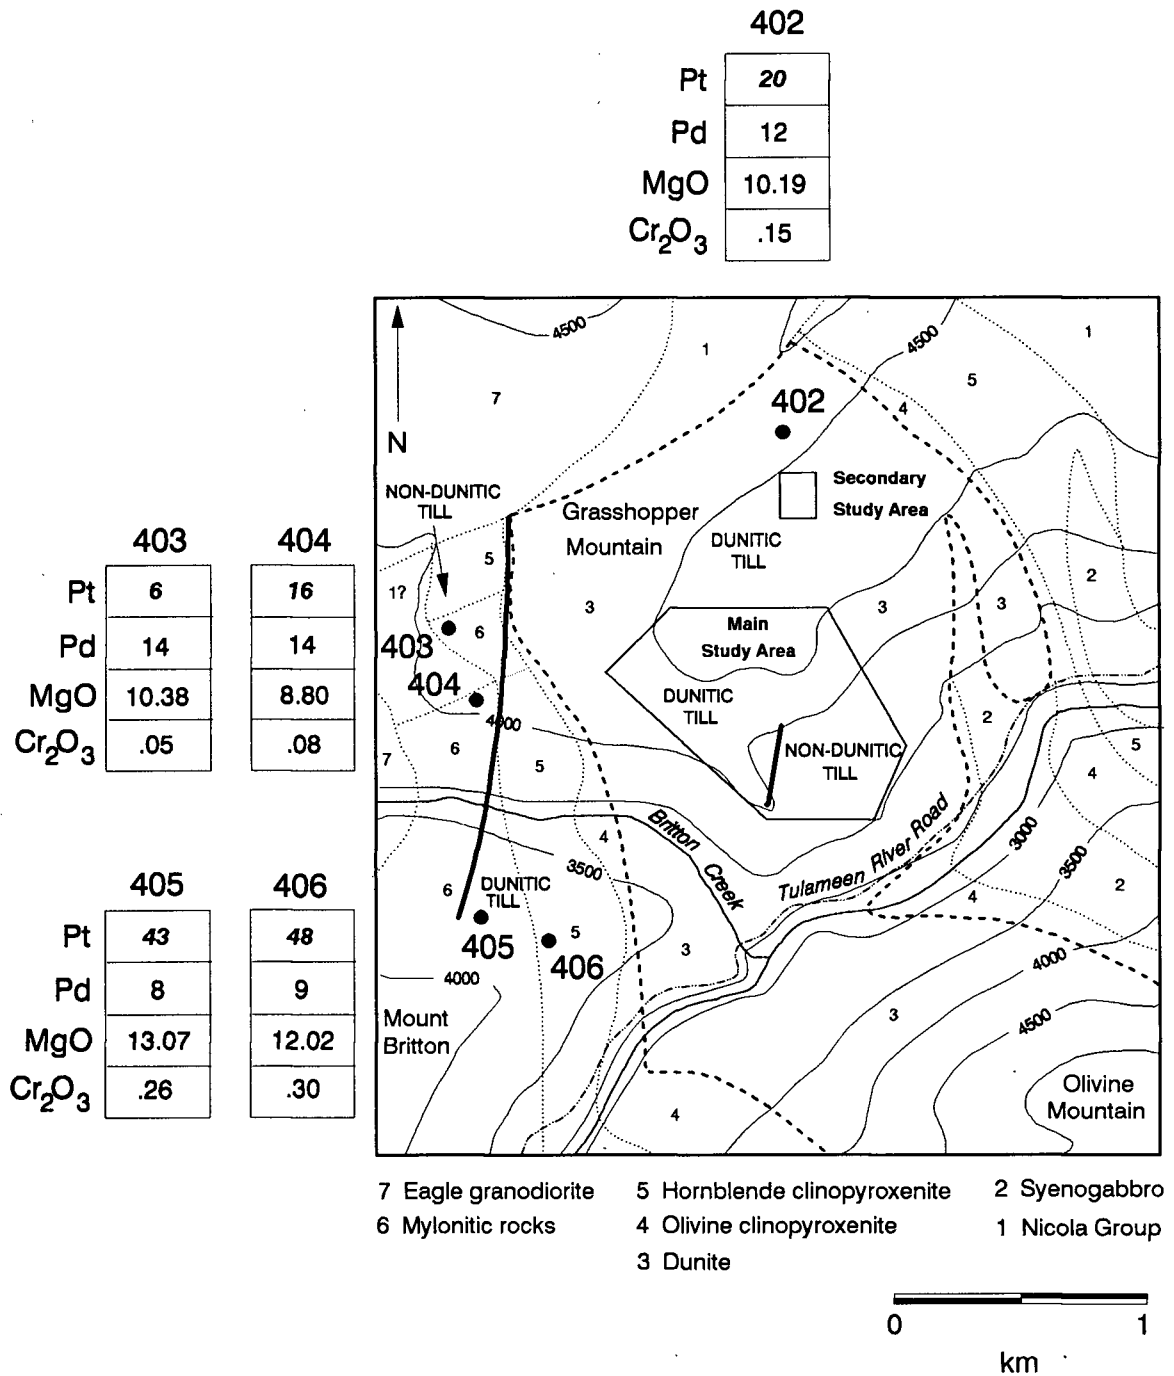 402
Pt 20
Pd 12
MgO 10.19
Cr2O3 .15
4500
1
4500
1
5
7
4
402
N
Secondary
Study Area
NON-DUNITIC
TILL
Grasshopper
Mountain
DUNITIC
TILL
403 404
Pt 6 16
Pd 14 14
MgO 10.38 8.80
Cr2O3 .05 .08
5
1?
3
3
3
2
6
403
Main
Study Area
404
DUNITIC
TILL
4000
2
7
6
5
NON-DUNITIC
TILL
5
4
Britton
Creek
4
Tulameen River Road
3000
3500
3500
405 406
Pt 43 48
Pd 8 9
MgO 13.07 12.02
Cr2O3 .26 .30
6
DUNITIC
TILL
2
4
405
5
406
3
4000
4000
3
4500
Mount
Britton
Olivine
Mountain
4
7 Eagle granodiorite 5 Hornblende clinopyroxenite 2 Syenogabbro
6 Mylonitic rocks 4 Olivine clinopyroxenite 1 Nicola Group
3 Dunite
0 1
km